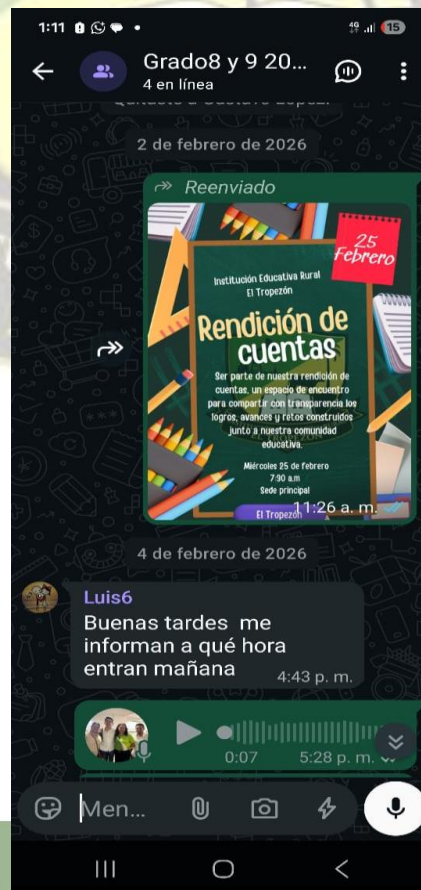 1:11
4G
15
Grado8 y 9 20...
4 en línea
2 de febrero de 2026
Reenviado
25
Febrero
Institución Educativa Rural
El Tropezón
Rendición de
cuentas
Ser parte de nuestra rendición de
cuentas. un espacio de encuentro
para compartir con transparencia los
logros, avances y retos construidos
junto a nuestra comunidad
educativa.
Miércoles 25 de febrero
7:90 a.m
Sede principal
El Tropezón
11:26 a. m.
4 de febrero de 2026
Luis6
Buenas tardes me
informan a qué hora
entran mañana
4:43 p. m.
0:07
5:28 p. m.
Men...